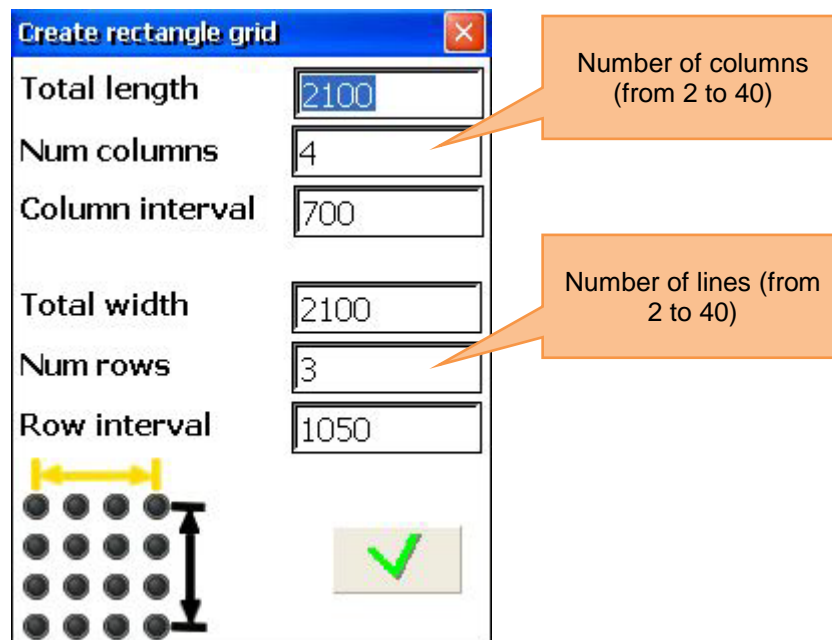 Create rectangle grid
Number of columns
(from 2 to 40)
Total length 2100
Num columns 4
Column interval 700
Number of lines (from
2 to 40)
Total width 2100
Num rows 3
Row interval 1050